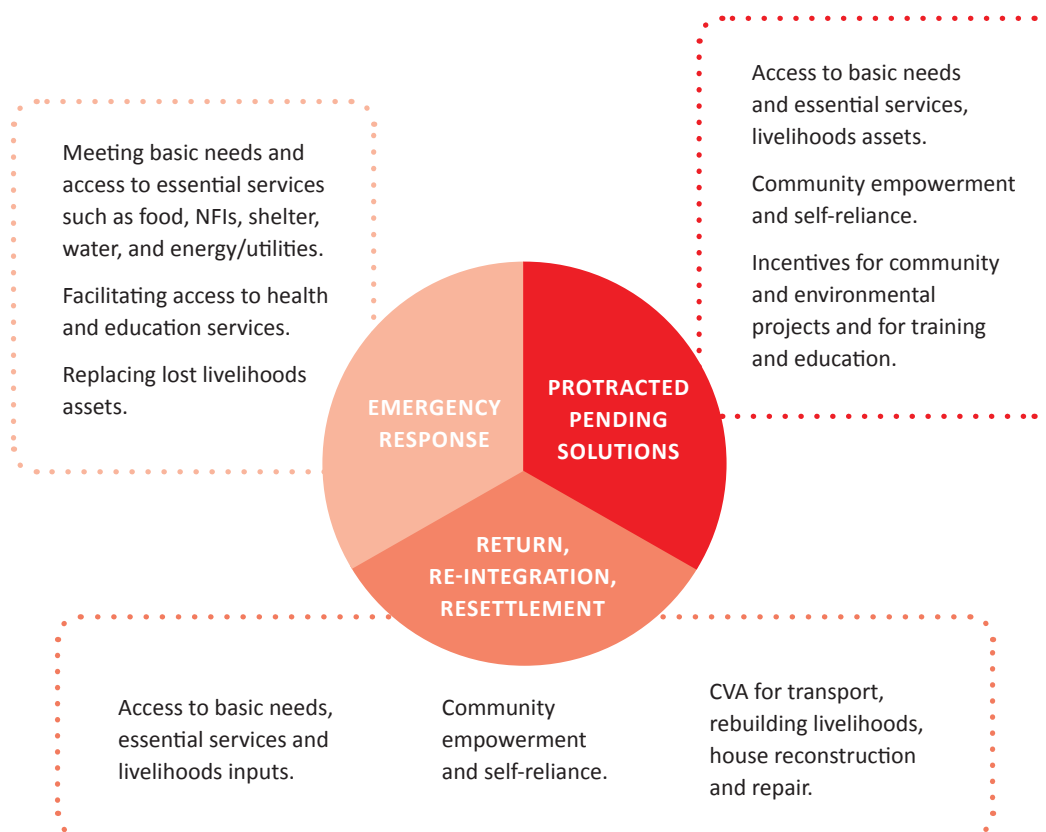 Meeting basic needs and
access to essential services
such as food, NFIs, shelter,
water, and energy/utilities.
Facilitating access to health
and education services.
Replacing lost livelihoods
assets.
Access to basic needs
and essential services,
livelihoods assets.
Community empowerment
and self-reliance.
Incentives for community
and environmental
projects and for training
and education.
EMERGENCY
RESPONSE
PROTRACTED
PENDING
SOLUTIONS
RETURN,
RE-INTEGRATION,
RESETTLEMENT
Access to basic needs,
essential services and
livelihoods inputs.
Community
empowerment
and self-reliance.
CVA for transport,
rebuilding livelihoods,
house reconstruction
and repair.